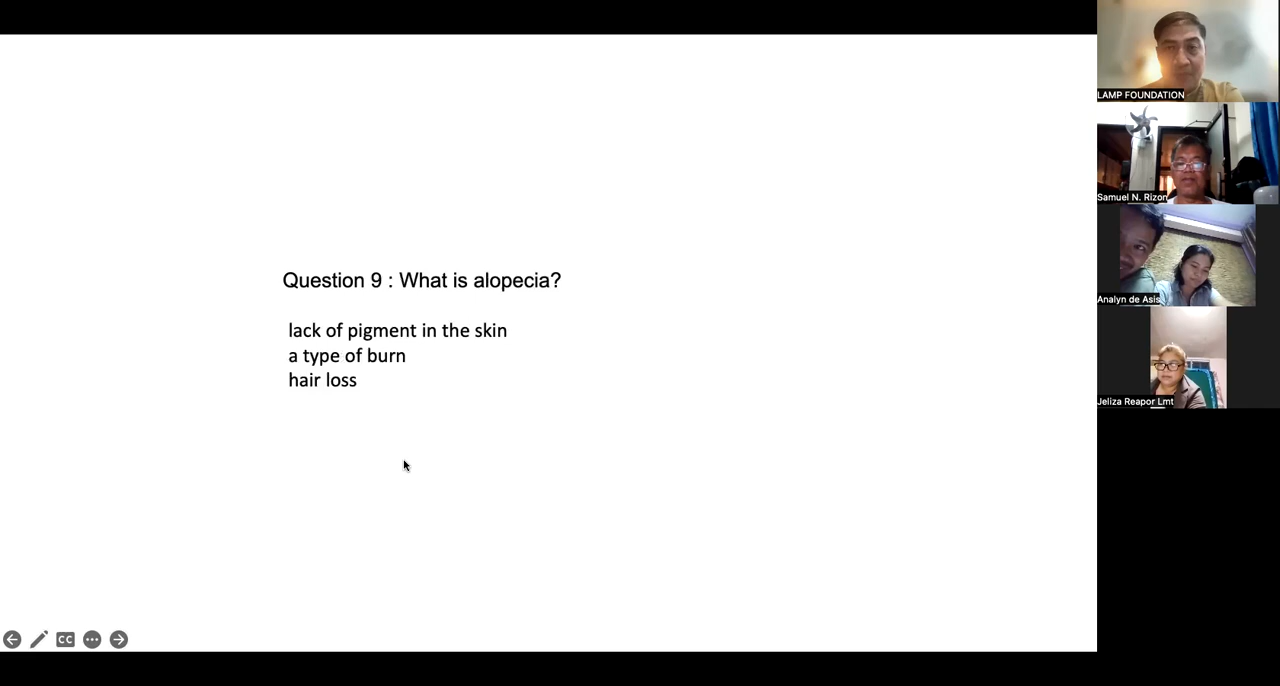 Question 9 : What is alopecia?
lack of pigment in the skin
a type of burn
hair loss
CC
LAMP FOUNDATION
Samuel N. Rizon
Analyn de Asis
Jeliza Reapor Lmt